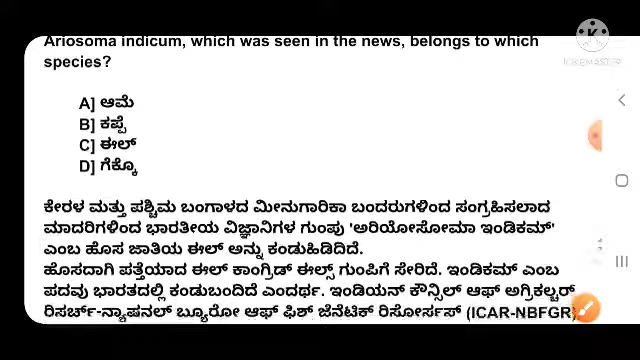 Ariosoma indicum, which was seen in the news, belongs to which
species?
A] ಆಮೆ
B] ಕಪ್ಪೆ
C] ಈಲ್
D] ಗೆಕ್ಕೊ
ಕೇರಳ ಮತ್ತು ಪಶ್ಚಿಮ ಬಂಗಾಳದ ಮೀನುಗಾರಿಕಾ ಬಂದರುಗಳಿಂದ ಸಂಗ್ರಹಿಸಲಾದ
ಮಾದರಿಗಳಿಂದ ಭಾರತೀಯ ವಿಜ್ಞಾನಿಗಳ ಗುಂಪು 'ಅರಿಯೋಸೋಮಾ ಇಂಡಿಕಮ್'
ಎಂಬ ಹೊಸ ಜಾತಿಯ ಈಲ್ ಅನ್ನು ಕಂಡುಹಿಡಿದಿದೆ.
ಹೊಸದಾಗಿ ಪತ್ತೆಯಾದ ಈಲ್ ಕಾಂಗ್ರಿಡ್ ಈಲ್ಸ್ ಗುಂಪಿಗೆ ಸೇರಿದೆ. ಇಂಡಿಕಮ್ ಎಂಬ
ಪದವು ಭಾರತದಲ್ಲಿ ಕಂಡುಬಂದಿದೆ ಎಂದರ್ಥ. ಇಂಡಿಯನ್ ಕೌನ್ಸಿಲ್ ಆಫ್ ಅಗ್ರಿಕಲ್ಚರ್
ರಿಸರ್ಚ್-ನ್ಯಾಷನಲ್ ಬ್ಯೂರೋ ಆಫ್ ಫಿಶ್ ಜೆನೆಟಿಕ್ ರಿಸೋರ್ಸಸ್ (ICAR-NBFGR)
K
KINEMASTER